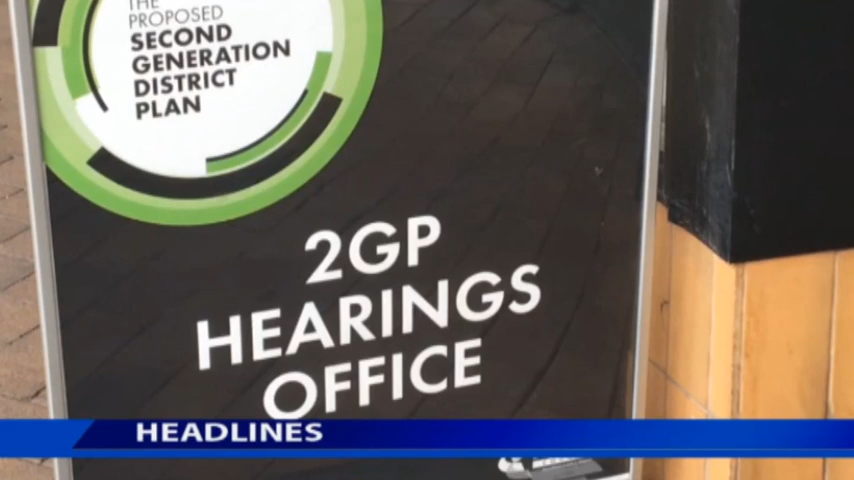 THE
PROPOSED
SECOND
GENERATION
DISTRICT
PLAN
2GP
HEARINGS
OFFICE
HEADLINES